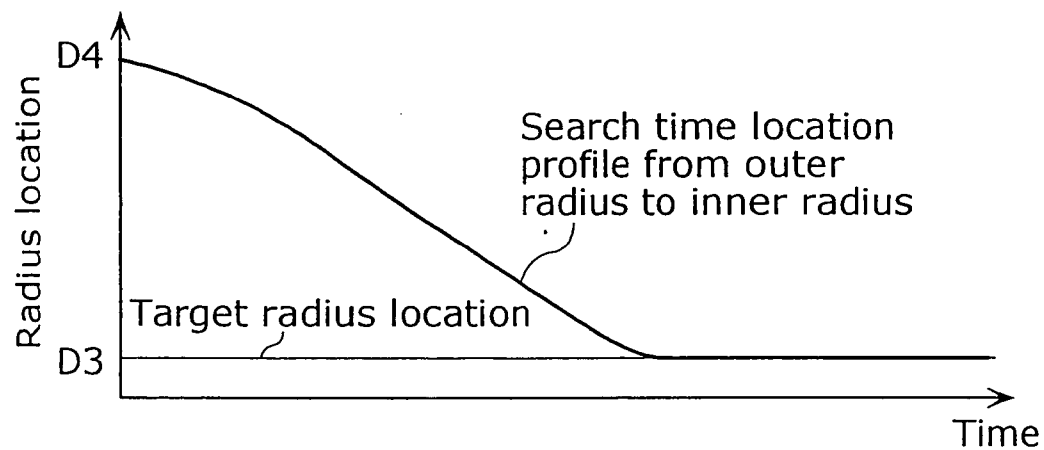 D4
Radius location
Search time location
profile from outer
radius to inner radius
Target radius location
D3
Time